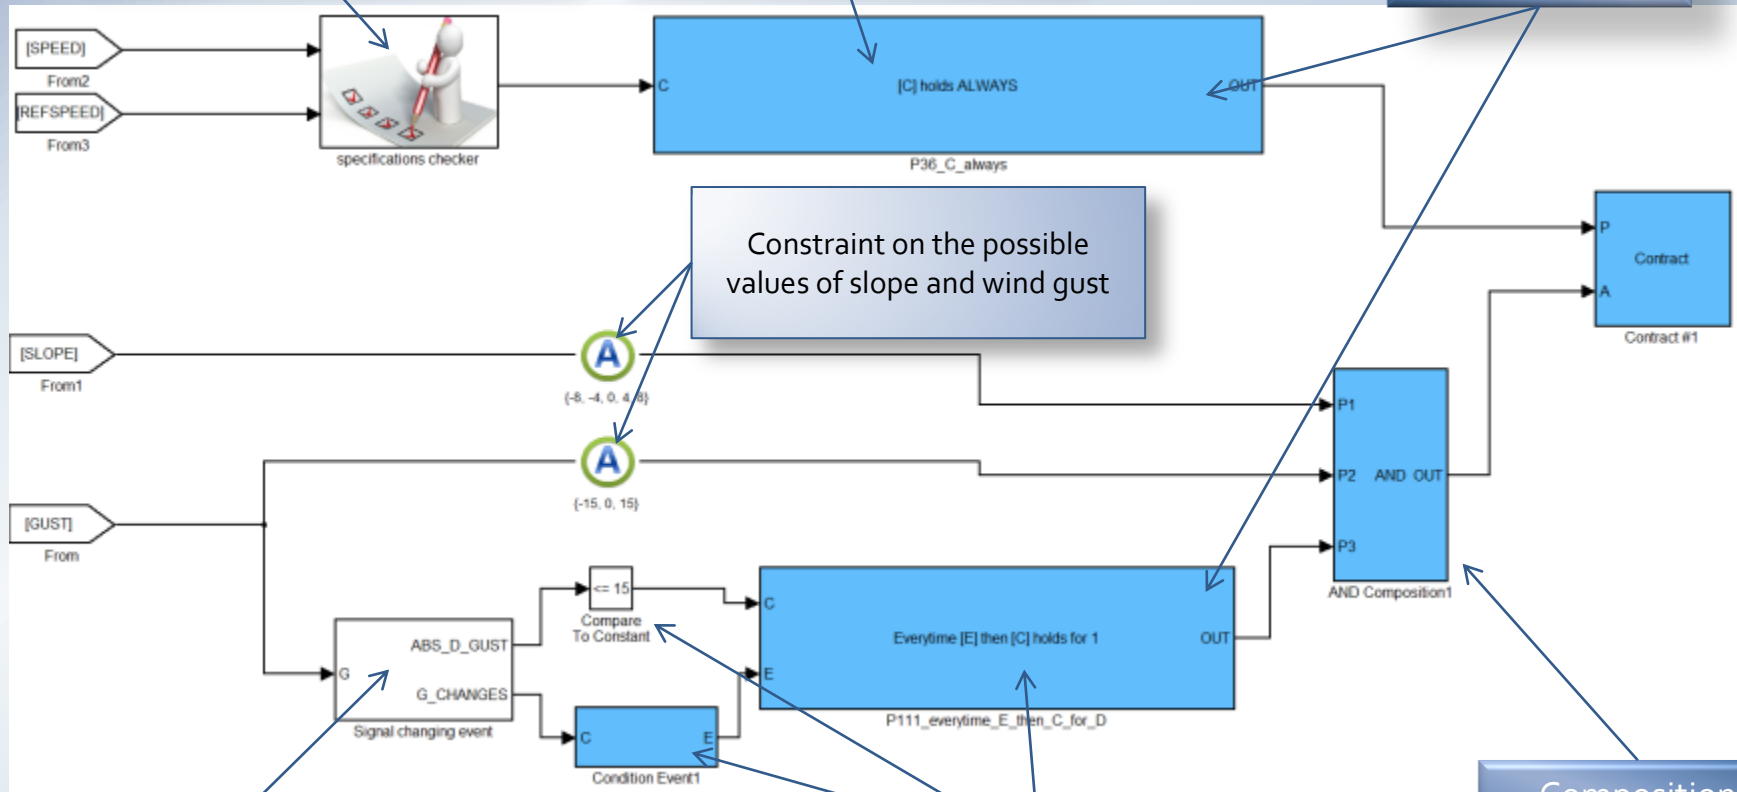 [SPEED]
From2
[REFSPEED]
From3
specifications checker
C
[C] holds ALWAYS
OUT
P36_C_always
Constraint on the possible
values of slope and wind gust
P
Contract
A
Contract #1
[SLOPE]
From1
A
{-8, -4, 0, 4, 8}
A
{-15, 0, 15}
P1
P2
AND OUT
P3
AND Composition1
[GUST]
From
G
ABS_D_GUST
G_CHANGES
Signal changing event
<= 15
Compare
To Constant
C
E
Condition Event1
C
Everytime [E] then [C] holds for 1
OUT
E
P111_everytime_E_then_C_for_D
Composition